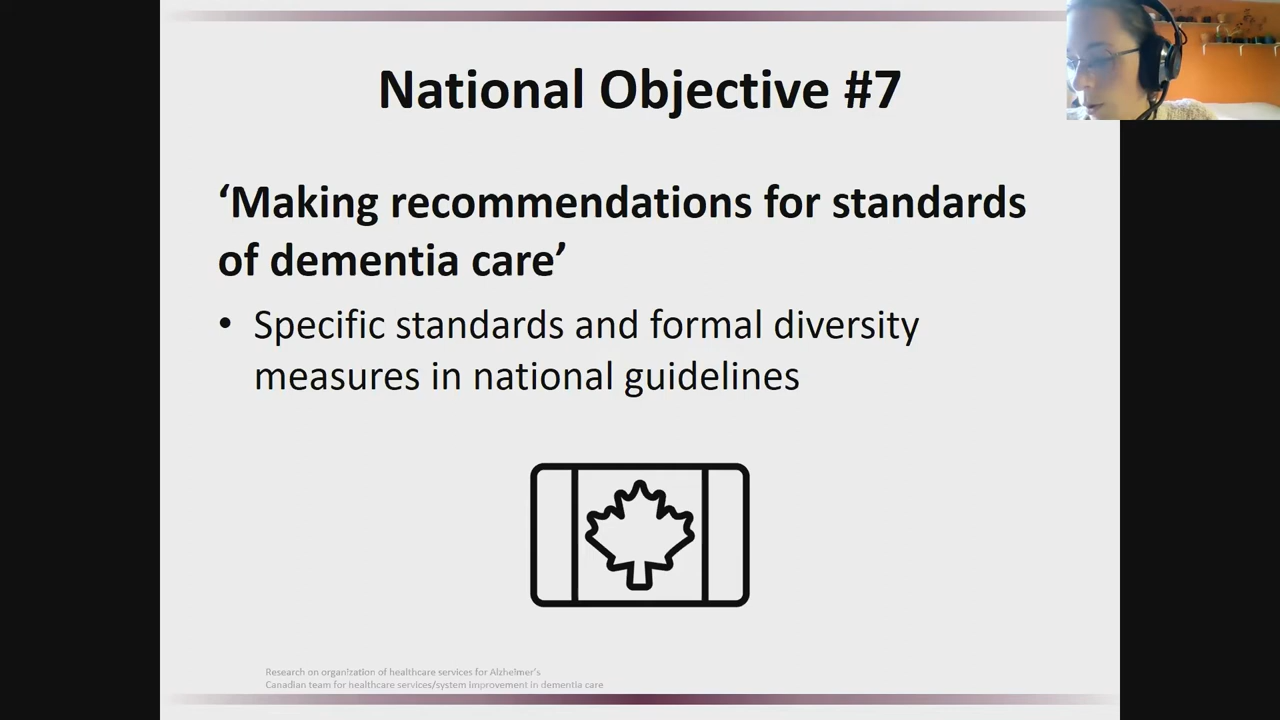 National Objective #7
‘Making recommendations for standards
of dementia care’
• Specific standards and formal diversity
measures in national guidelines
Research on organization of healthcare services for Alzheimer's
Canadian team for healthcare services/system improvement in dementia care